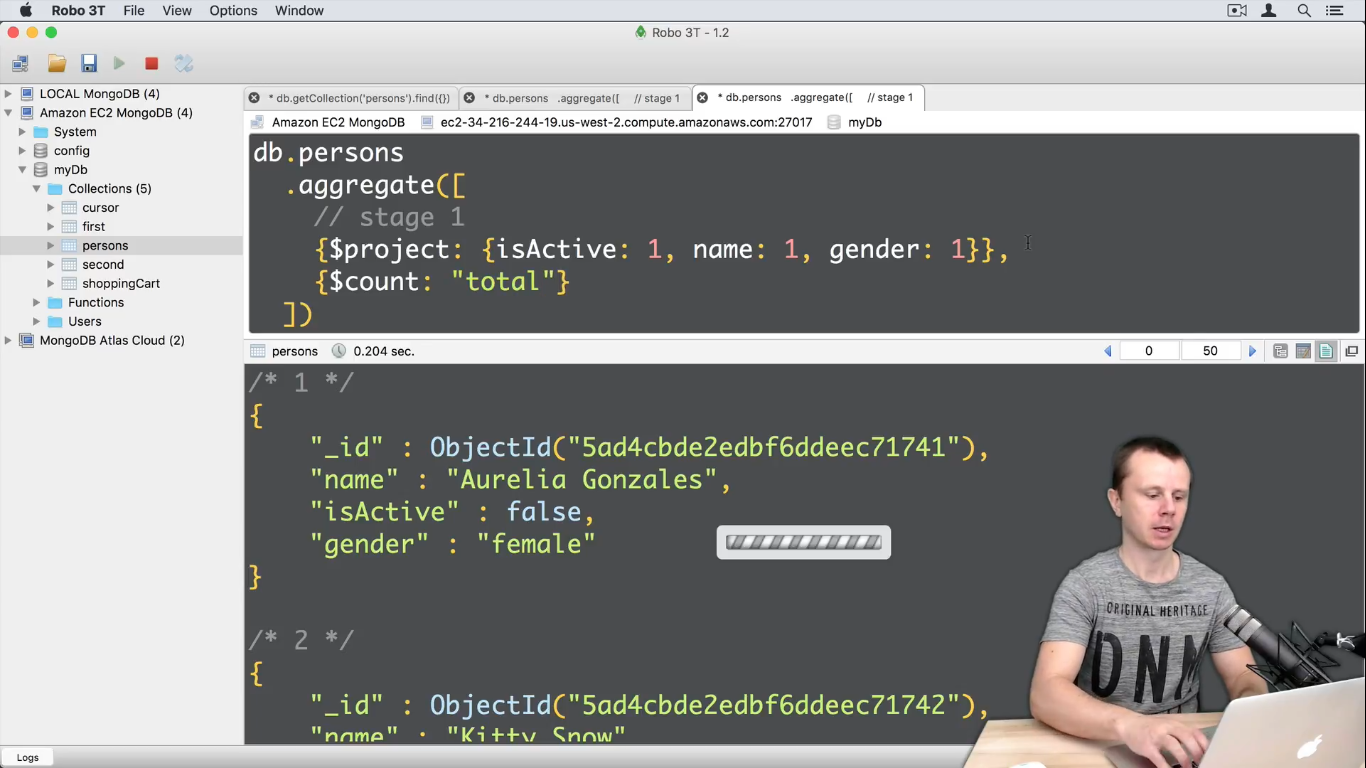 Robo 3T File View Options Window
Robo 3T - 1.2
LOCAL MongoDB (4)
Amazon EC2 MongoDB (4)
System
config
myDb
Collections (5)
cursor
first
persons
second
shoppingCart
Functions
Users
MongoDB Atlas Cloud (2)
* db.getCollection('persons').find({}) * db.persons .aggregate([ // stage 1 * db.persons .aggregate([ // stage 1
Amazon EC2 MongoDB ec2-34-216-244-19.us-west-2.compute.amazonaws.com:27017 myDb
db.persons
.aggregate([
// stage 1
{$project: {isActive: 1, name: 1, gender: 1}},
{$count: "total"}
])
persons 0.204 sec. 0 50
/* 1 */
{
"_id" : ObjectId("5ad4cbde2edbf6ddeec71741"),
"name" : "Aurelia Gonzales",
"isActive" : false,
"gender" : "female"
}
/* 2 */
{
"_id" : ObjectId("5ad4cbde2edbf6ddeec71742"),
"name" : "Kitty Snow"
ORIGINAL HERITAGE
DNM
Logs